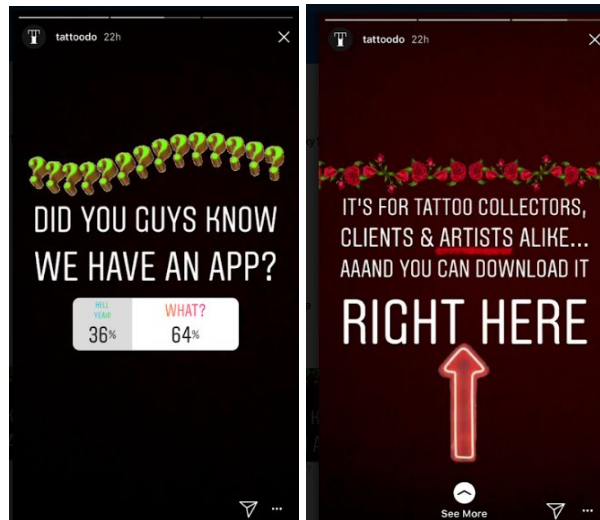 tattoodo 22h
DID YOU GUYS KNOW
WE HAVE AN APP?
HELL
YEAH!
36%
WHAT?
64%
tattoodo 22h
IT'S FOR TATTOO COLLECTORS,
CLIENTS & ARTISTS ALIKE...
AAAND YOU CAN DOWNLOAD IT
RIGHT HERE
See More